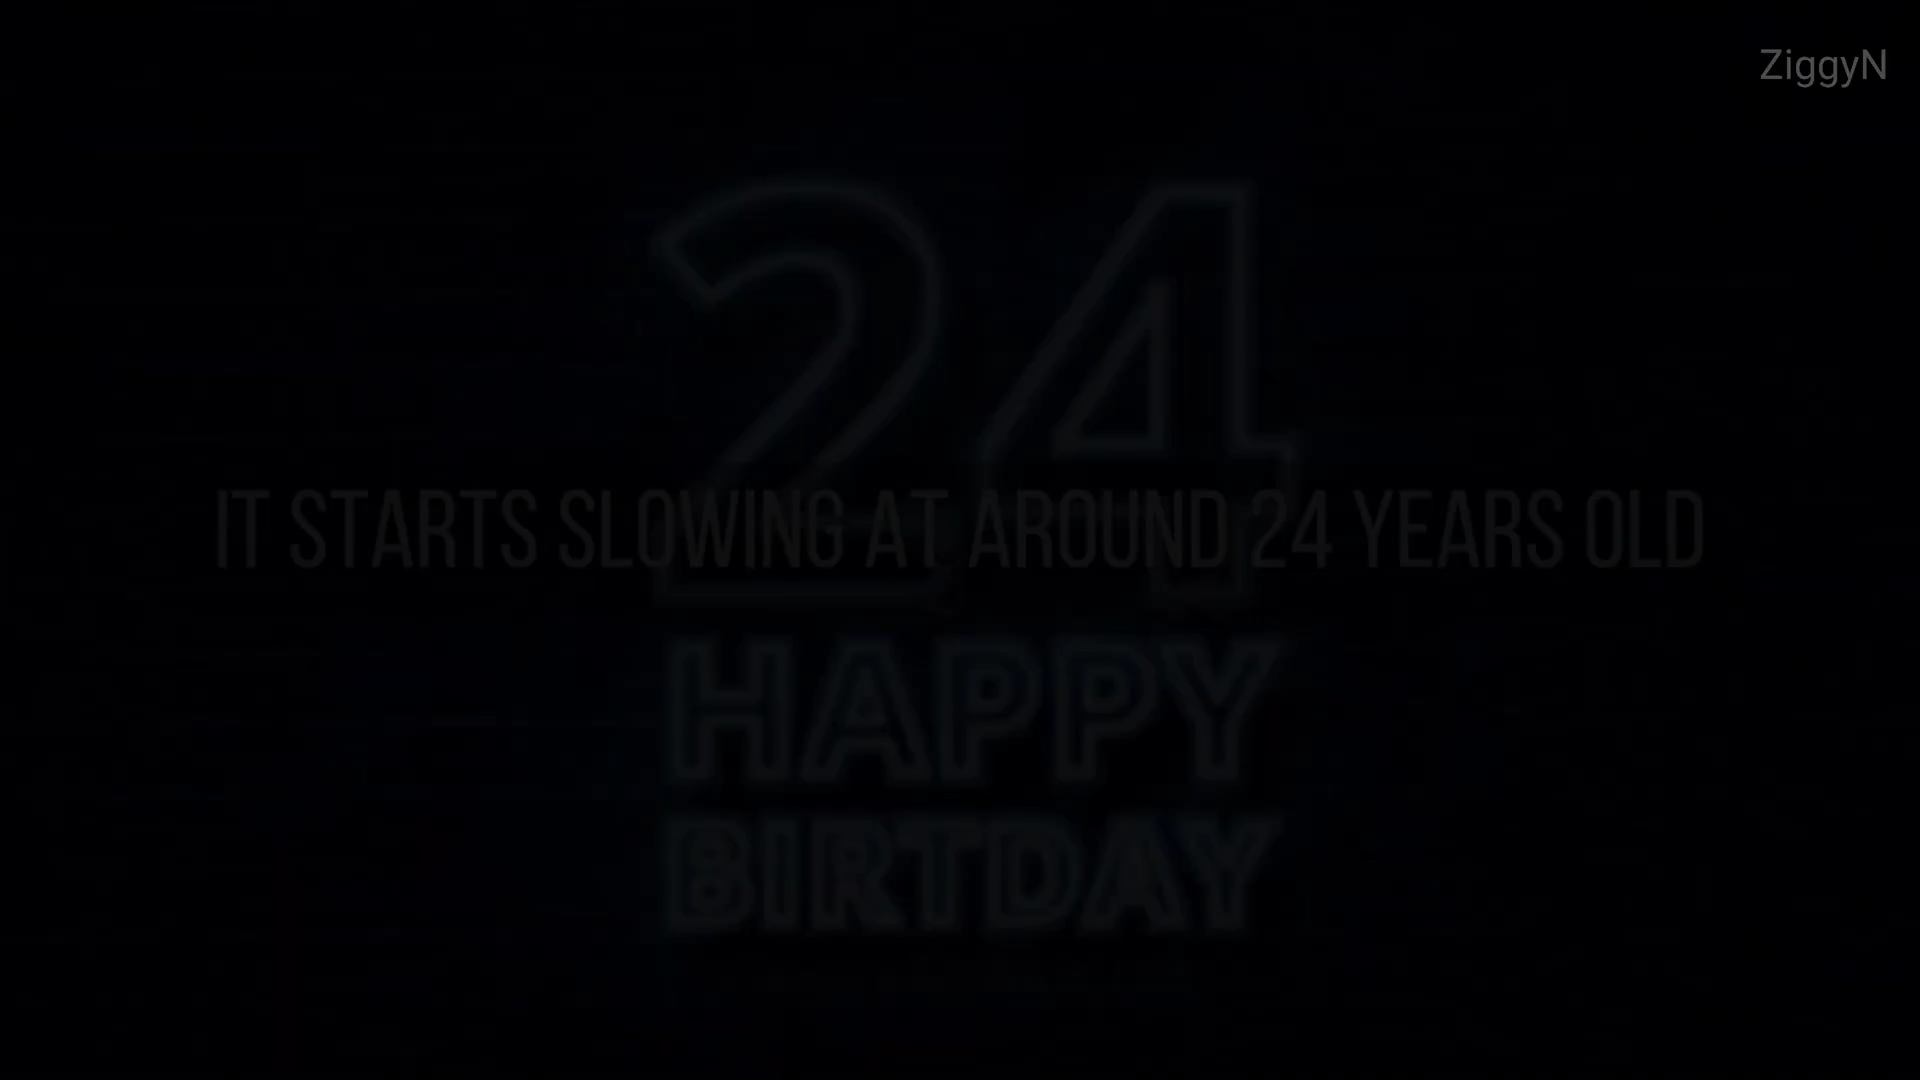 ZiggyN
24
IT STARTS SLOWING AT AROUND 24 YEARS OLD
HAPPY
BIRTDAY